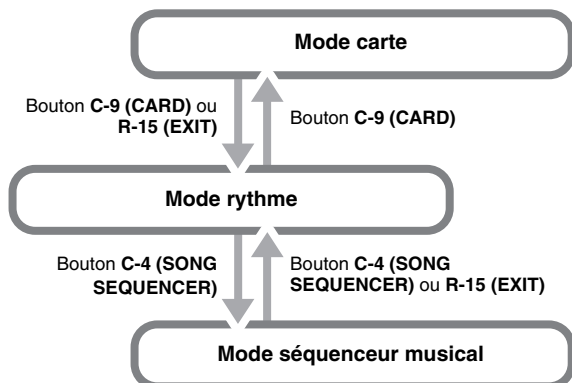 Mode carte
Bouton C-9 (CARD) ou
R-15 (EXIT)
Bouton C-9 (CARD)
Mode rythme
Bouton C-4 (SONG
SEQUENCER)
Bouton C-4 (SONG
SEQUENCER) ou R-15 (EXIT)
Mode séquenceur musical